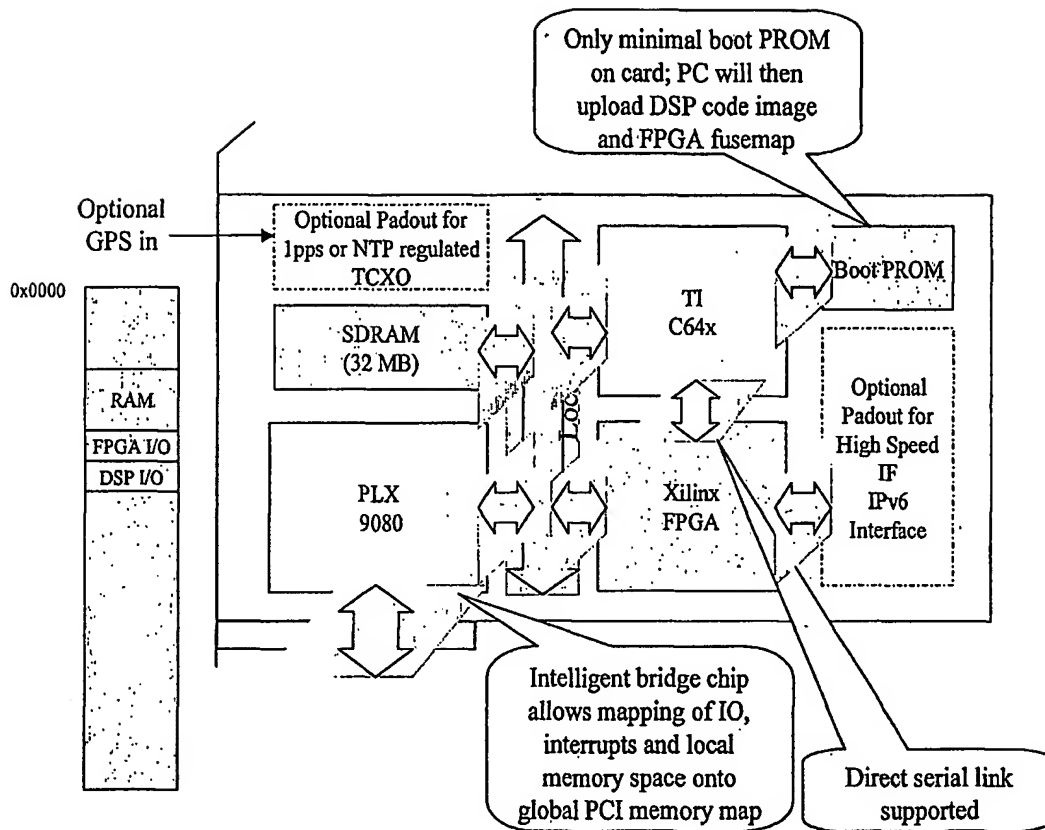 Only minimal boot PROM
on card; PC will then
upload DSP code image
and FPGA fusemap
Optional
GPS in
Optional Padout for
1pps or NTP regulated
TCXO
0x0000
SDRAM
(32 MB)
TI
C64x
Boot PROM
RAM
FPGA I/O
DSP I/O
PLX
9080
Xilinx
FPGA
Optional
Padout for
High Speed
IF
IPv6
Interface
Intelligent bridge chip
allows mapping of IO,
interrupts and local
memory space onto
global PCI memory map
Direct serial link
supported